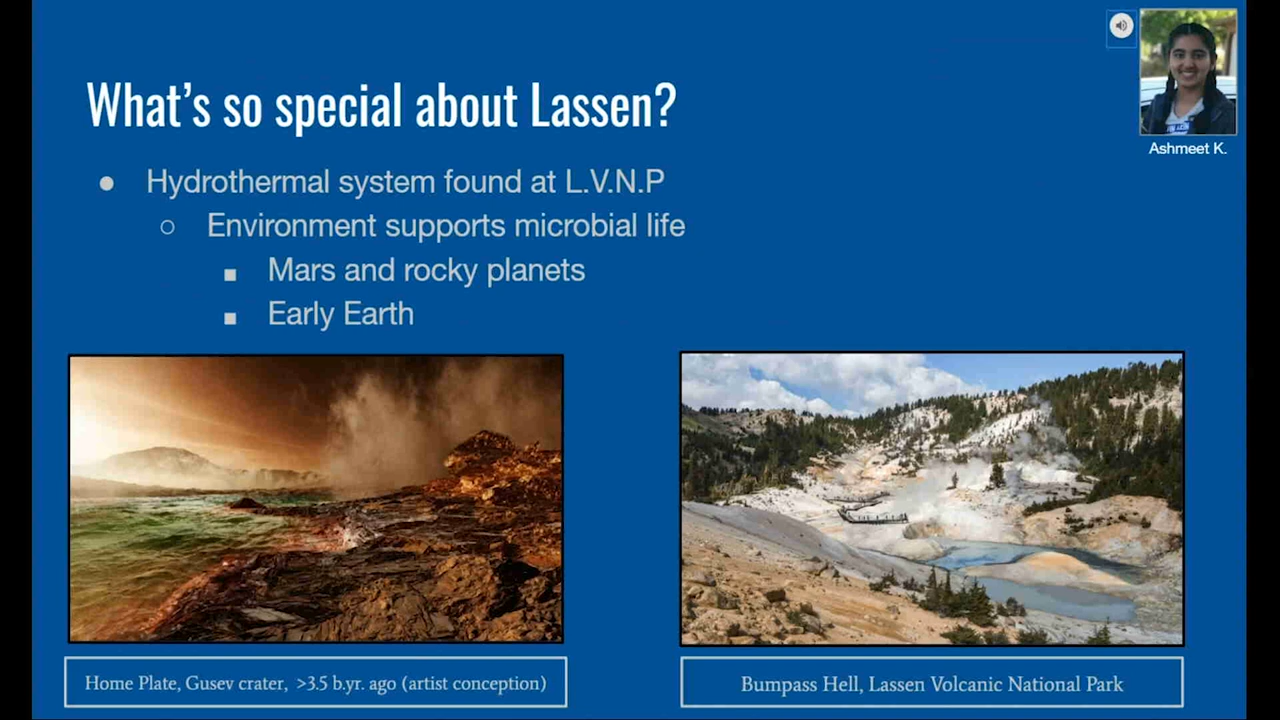 What's so special about Lassen?
Ashmeet K.
● Hydrothermal system found at L.V.N.P
○ Environment supports microbial life
■ Mars and rocky planets
■ Early Earth
Home Plate, Gusev crater, >3.5 b.yr. ago (artist conception)
Bumpass Hell, Lassen Volcanic National Park